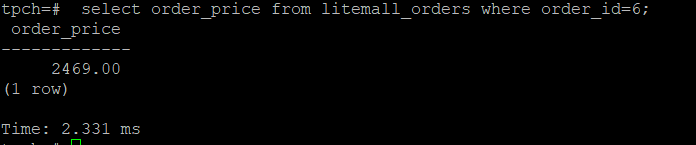 tpch=#  select order_price from litemall_orders where order_id=6;
 order_price
-------------
     2469.00
(1 row)

Time: 2.331 ms